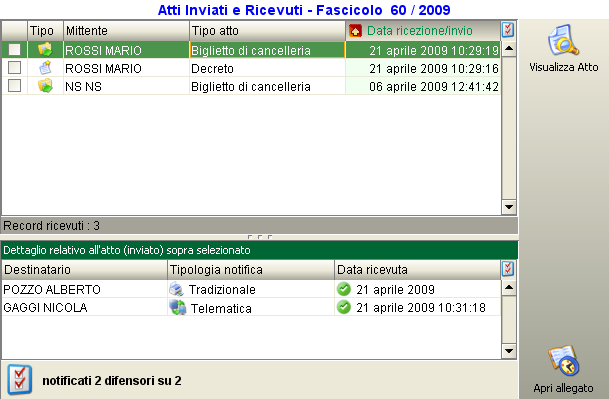 Atti Inviati e Ricevuti - Fascicolo 60 / 2009
Tipo Mittente Tipo atto Data ricezione/invio
ROSSI MARIO Biglietto di cancelleria 21 aprile 2009 10:29:19
ROSSI MARIO Decreto 21 aprile 2009 10:29:16
NS NS Biglietto di cancelleria 06 aprile 2009 12:41:42
Visualizza Atto
Record ricevuti : 3
Dettaglio relativo all'atto (inviato) sopra selezionato
Destinatario Tipologia notifica Data ricevuta
POZZO ALBERTO Tradizionale 21 aprile 2009
GAGGI NICOLA Telematica 21 aprile 2009 10:31:18
notificati 2 difensori su 2
Apri allegato